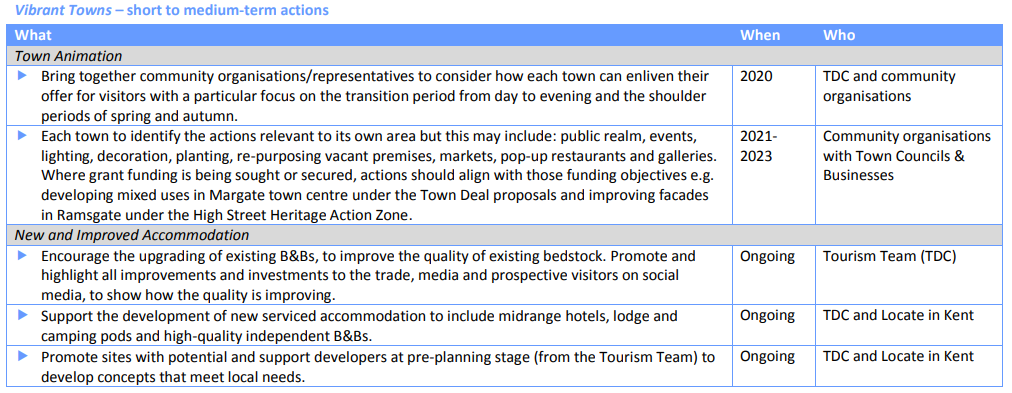 Vibrant Towns – short to medium-term actions
What When Who
Town Animation
▶ Bring together community organisations/representatives to consider how each town can enliven their
offer for visitors with a particular focus on the transition period from day to evening and the shoulder
periods of spring and autumn.
2020
TDC and community
organisations
▶ Each town to identify the actions relevant to its own area but this may include: public realm, events,
lighting, decoration, planting, re-purposing vacant premises, markets, pop-up restaurants and galleries.
Where grant funding is being sought or secured, actions should align with those funding objectives e.g.
developing mixed uses in Margate town centre under the Town Deal proposals and improving facades
in Ramsgate under the High Street Heritage Action Zone.
2021-
2023
Community organisations
with Town Councils &
Businesses
New and Improved Accommodation
▶ Encourage the upgrading of existing B&Bs, to improve the quality of existing bedstock. Promote and
highlight all improvements and investments to the trade, media and prospective visitors on social
media, to show how the quality is improving.
Ongoing
Tourism Team (TDC)
▶ Support the development of new serviced accommodation to include midrange hotels, lodge and
camping pods and high-quality independent B&Bs.
Ongoing
TDC and Locate in Kent
▶ Promote sites with potential and support developers at pre-planning stage (from the Tourism Team) to
develop concepts that meet local needs.
Ongoing
TDC and Locate in Kent